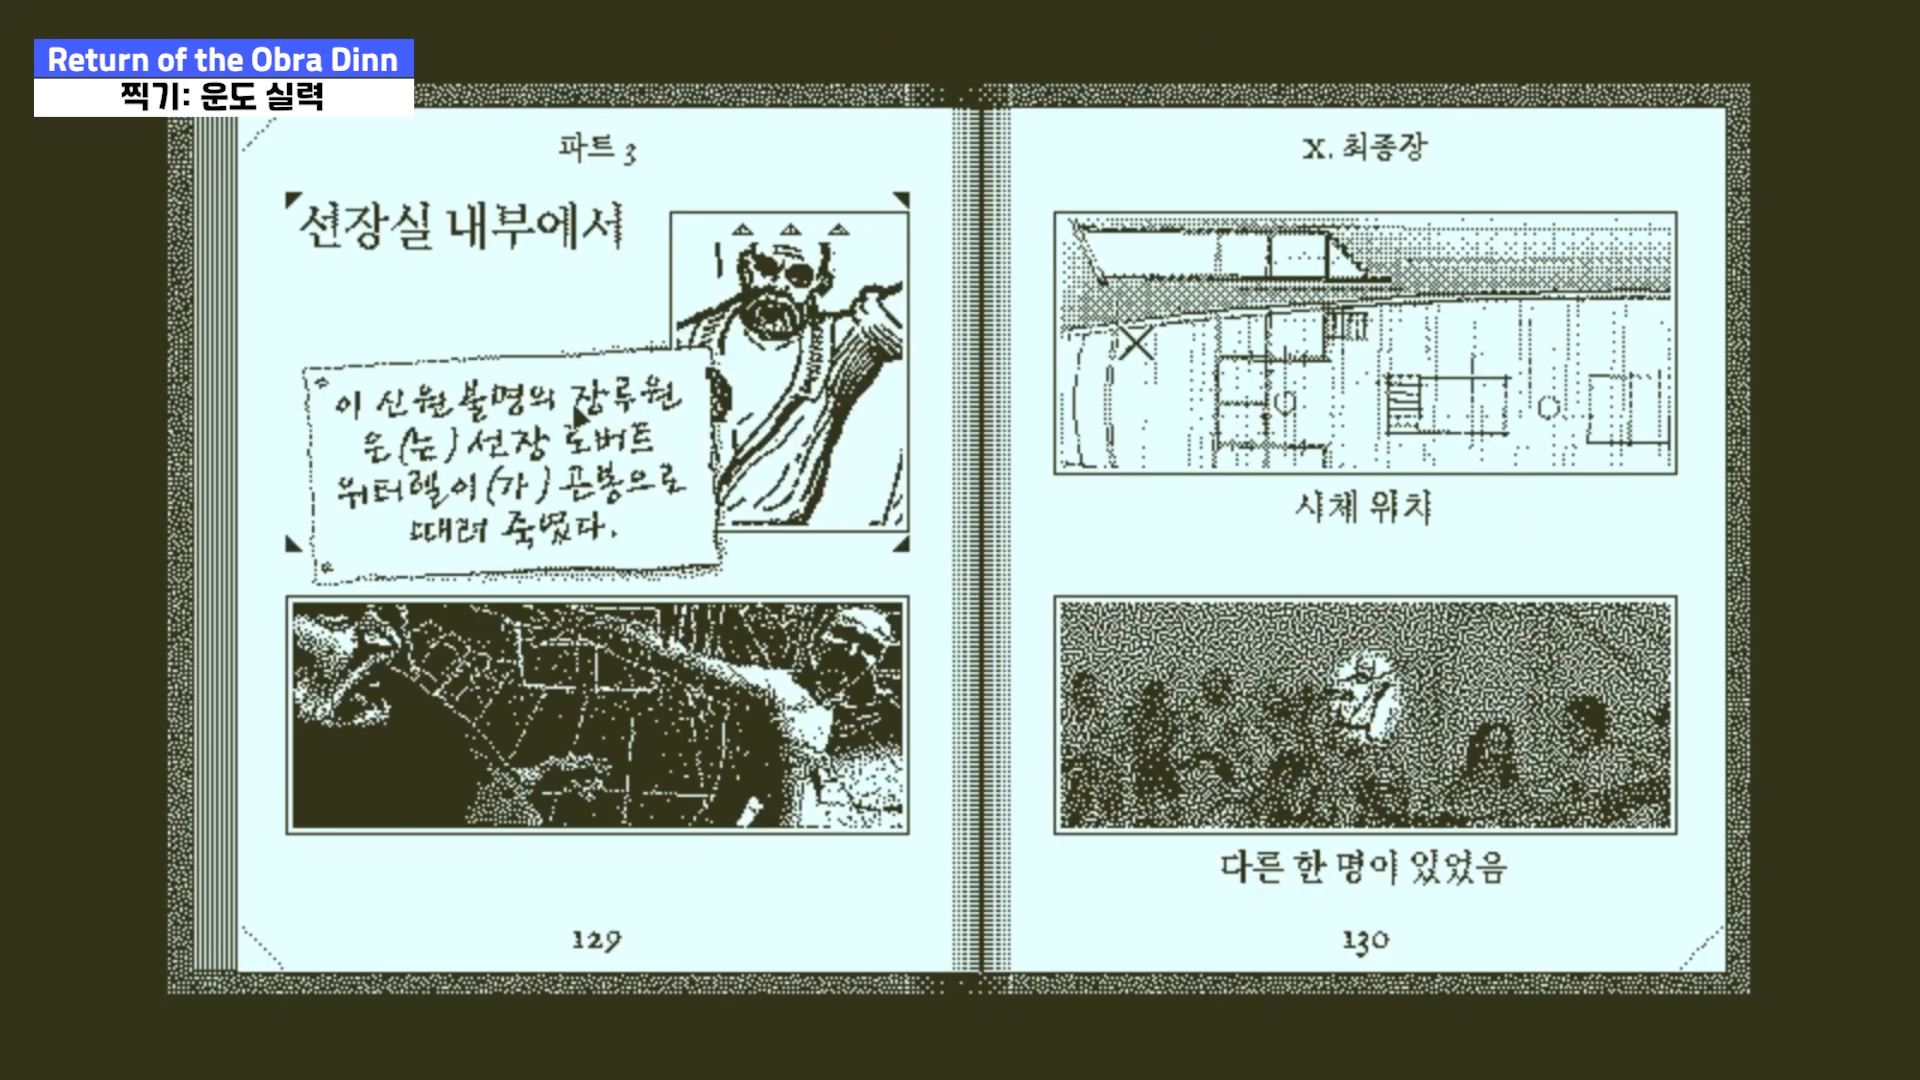 Return of the Obra Dinn
찍기: 운도 실력
파트 3
선장실 내부에서
이 신원 불명의 장루원
은(는) 선장 로버트
위터렐이(가) 곤봉으로
때려 죽였다.
129
X. 최종장
사체 위치
다른 한 명이 있었음
130